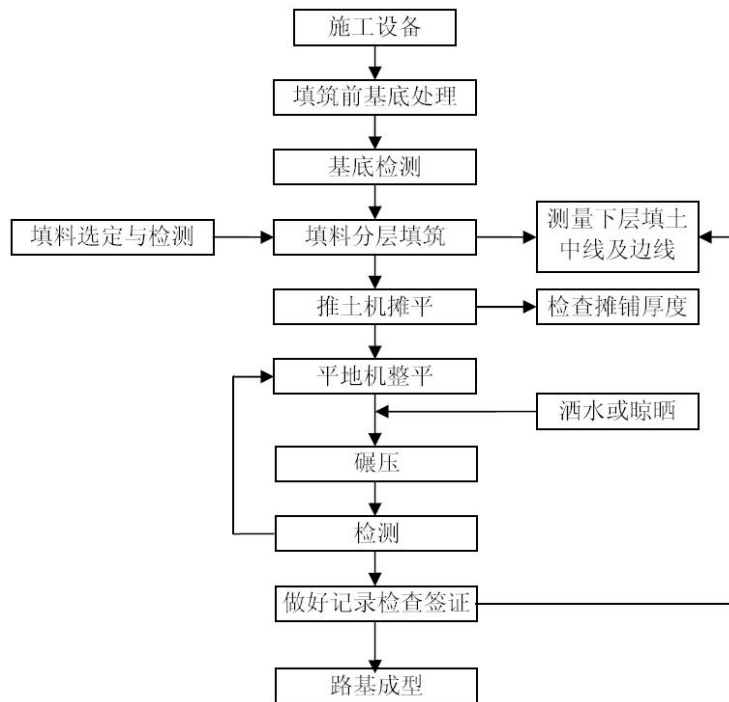 施工设备
填筑前基底处理
基底检测
填料选定与检测
填料分层填筑
测量下层填土
中线及边线
推土机摊平
检查摊铺厚度
平地机整平
洒水或晾晒
碾压
检测
做好记录检查签证
路基成型